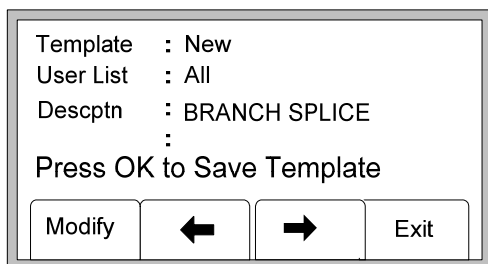 Template : New
User List : All
Descptn : BRANCH SPLICE
:
Press OK to Save Template
Modify ← → Exit